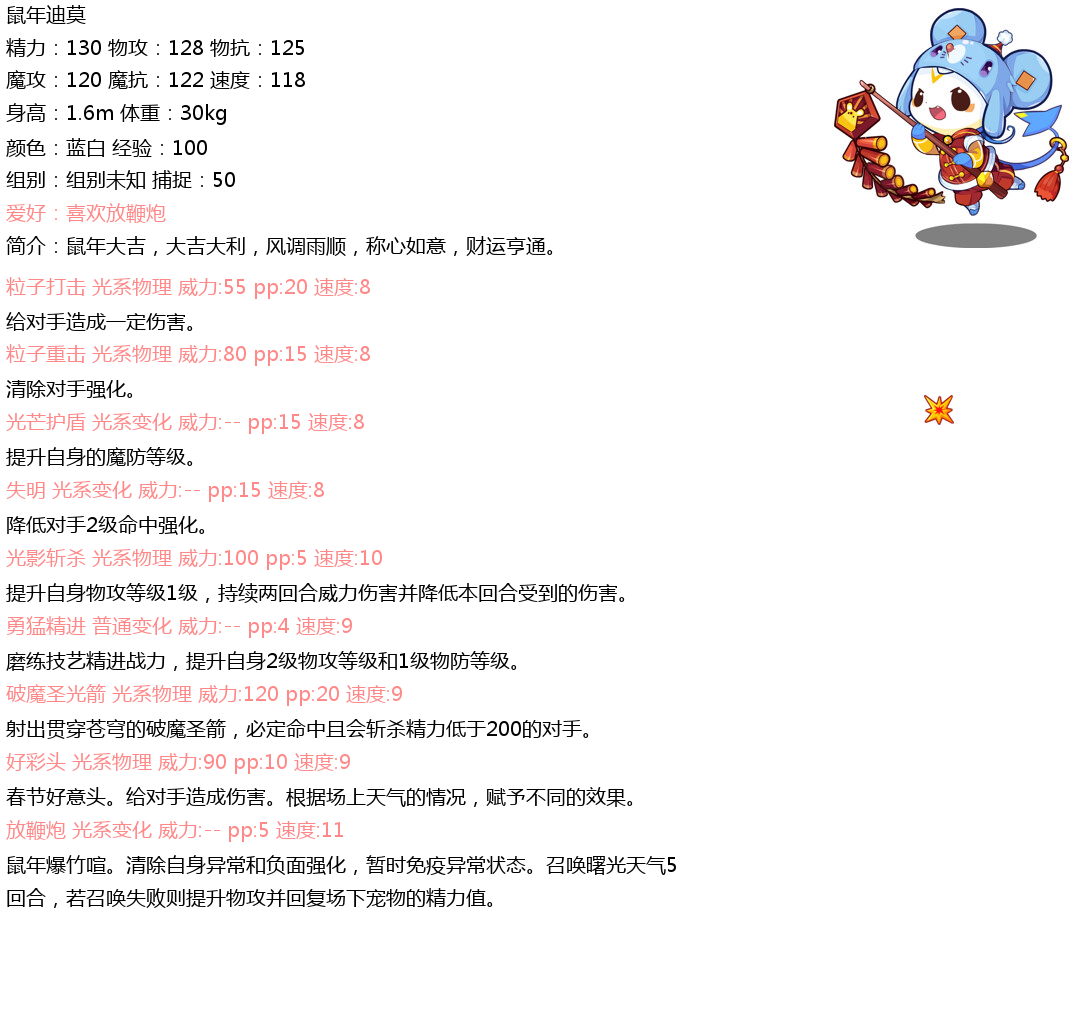 鼠年迪莫
精力：130 物攻：128 物抗：125
魔攻：120 魔抗：122 速度：118
身高：1.6m 体重：30kg
颜色：蓝白 经验：100
组别：组别未知 捕捉：50
爱好：喜欢放鞭炮
简介：鼠年大吉，大吉大利，风调雨顺，称心如意，财运亨通。
粒子打击 光系物理 威力:55 pp:20 速度:8
给对手造成一定伤害。
粒子重击 光系物理 威力:80 pp:15 速度:8
清除对手强化。
光芒护盾 光系变化 威力:-- pp:15 速度:8
提升自身的魔防等级。
失明 光系变化 威力:-- pp:15 速度:8
降低对手2级命中强化。
光影斩杀 光系物理 威力:100 pp:5 速度:10
提升自身物攻等级1级，持续两回合威力伤害并降低本回合受到的伤害。
勇猛精进 普通变化 威力:-- pp:4 速度:9
磨练技艺精进战力，提升自身2级物攻等级和1级物防等级。
破魔圣光箭 光系物理 威力:120 pp:20 速度:9
射出贯穿苍穹的破魔圣箭，必定命中且会斩杀精力低于200的对手。
好彩头 光系物理 威力:90 pp:10 速度:9
春节好意头。给对手造成伤害。根据场上天气的情况，赋予不同的效果。
放鞭炮 光系变化 威力:-- pp:5 速度:11
鼠年爆竹喧。清除自身异常和负面强化，暂时免疫异常状态。召唤曙光天气5
回合，若召唤失败则提升物攻并回复场下宠物的精力值。